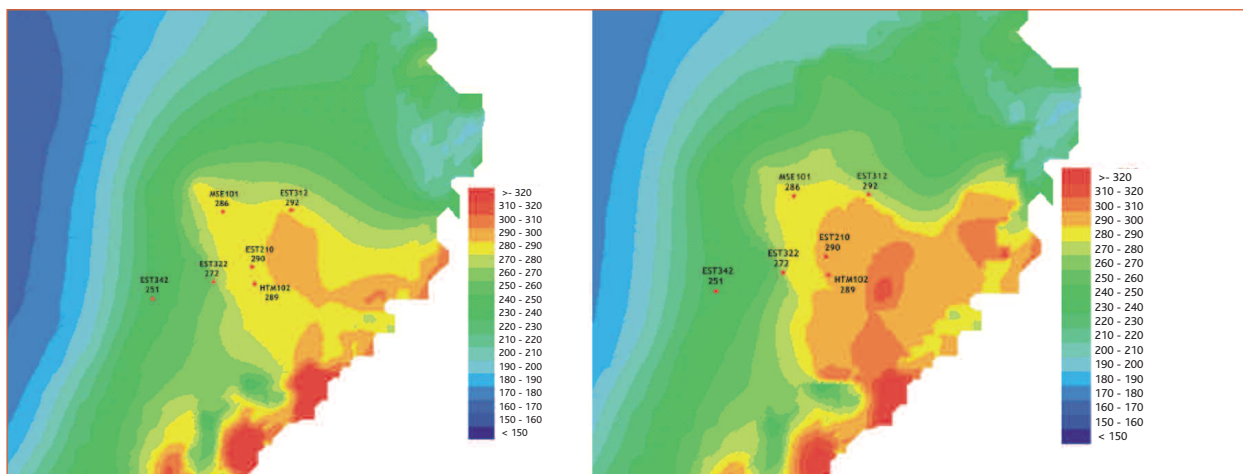 MSE101
286
EST312
292
EST210
290
EST322
272
HTM102
289
EST342
251
>- 320
310 - 320
300 - 310
290 - 300
280 - 290
270 - 280
260 - 270
250 - 260
240 - 250
230 - 240
220 - 230
210 - 220
200 - 210
190 - 200
180 - 190
170 - 180
160 - 170
150 - 160
< 150
MSE101
286
EST312
292
EST210
290
EST322
272
HTM102
289
EST342
251
>- 320
310 - 320
300 - 310
290 - 300
280 - 290
270 - 280
260 - 270
250 - 260
240 - 250
230 - 240
220 - 230
210 - 220
200 - 210
190 - 200
180 - 190
170 - 180
160 - 170
150 - 160
< 150